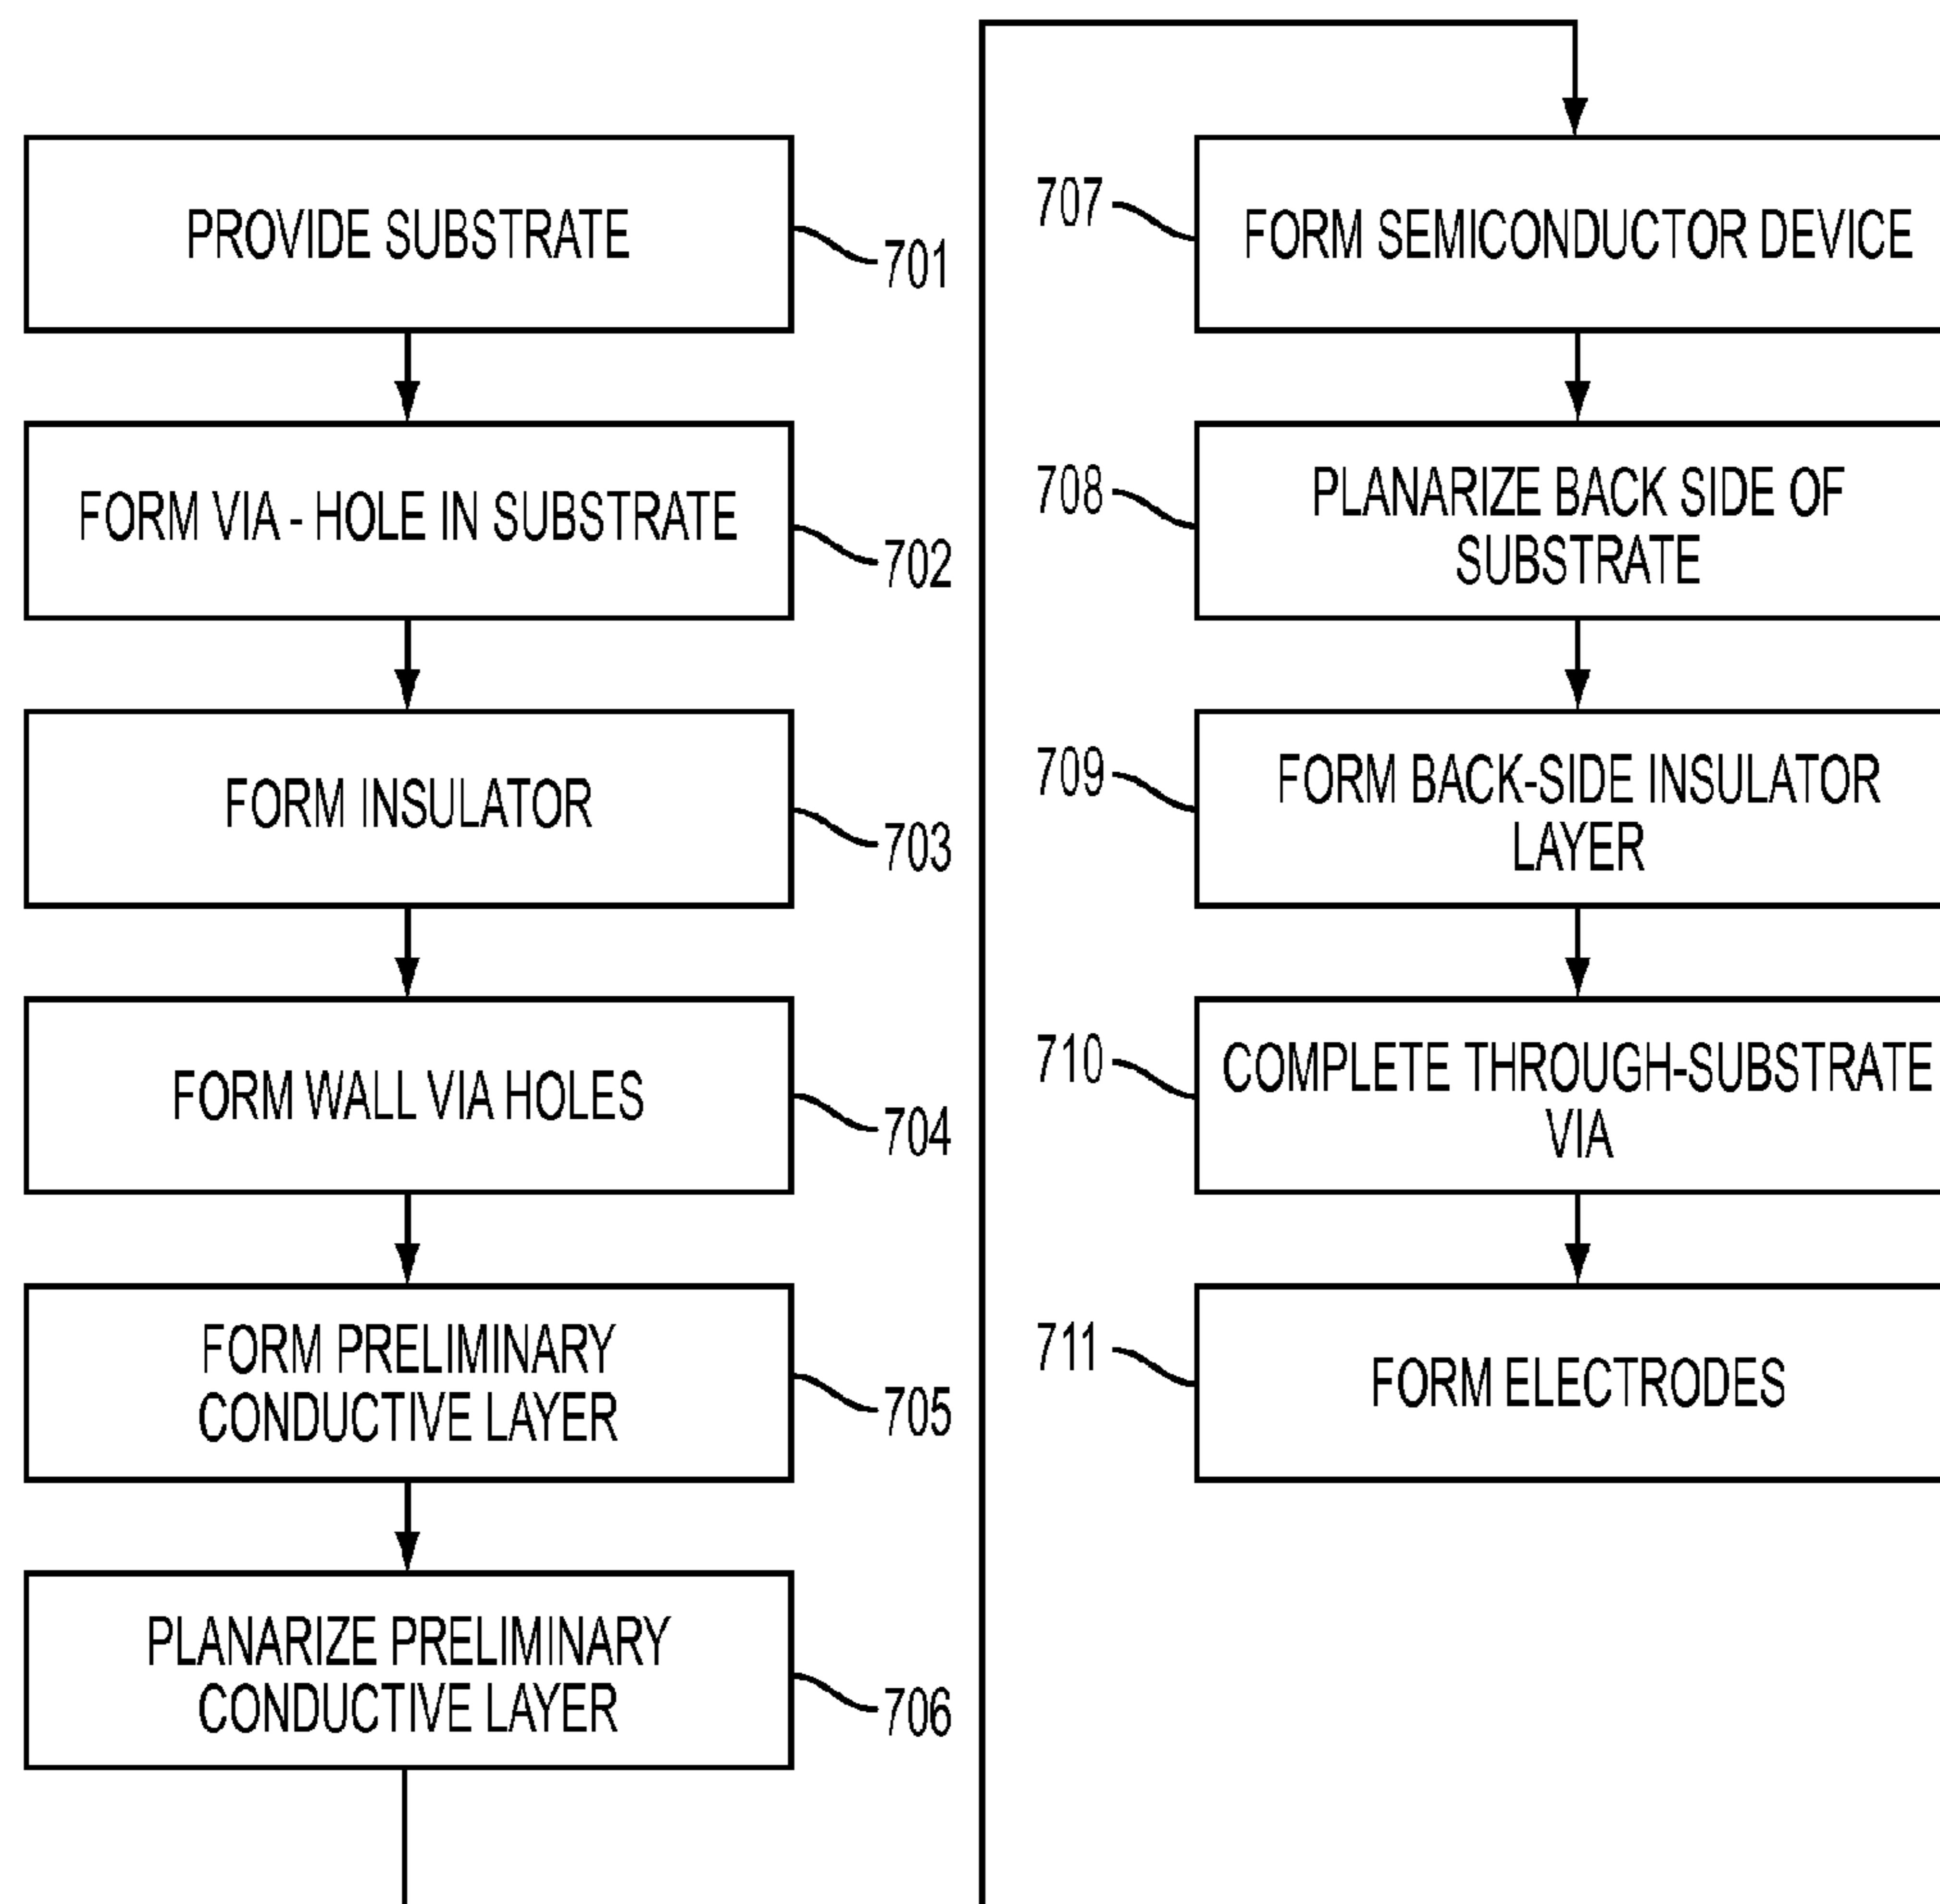 PROVIDE SUBSTRATE
701
FORM VIA - HOLE IN SUBSTRATE
702
FORM INSULATOR
703
FORM WALL VIA HOLES
704
FORM PRELIMINARY
CONDUCTIVE LAYER
705
PLANARIZE PRELIMINARY
CONDUCTIVE LAYER
706
707
FORM SEMICONDUCTOR DEVICE
708
PLANARIZE BACK SIDE OF
SUBSTRATE
709
FORM BACK-SIDE INSULATOR
LAYER
710
COMPLETE THROUGH-SUBSTRATE
VIA
711
FORM ELECTRODES